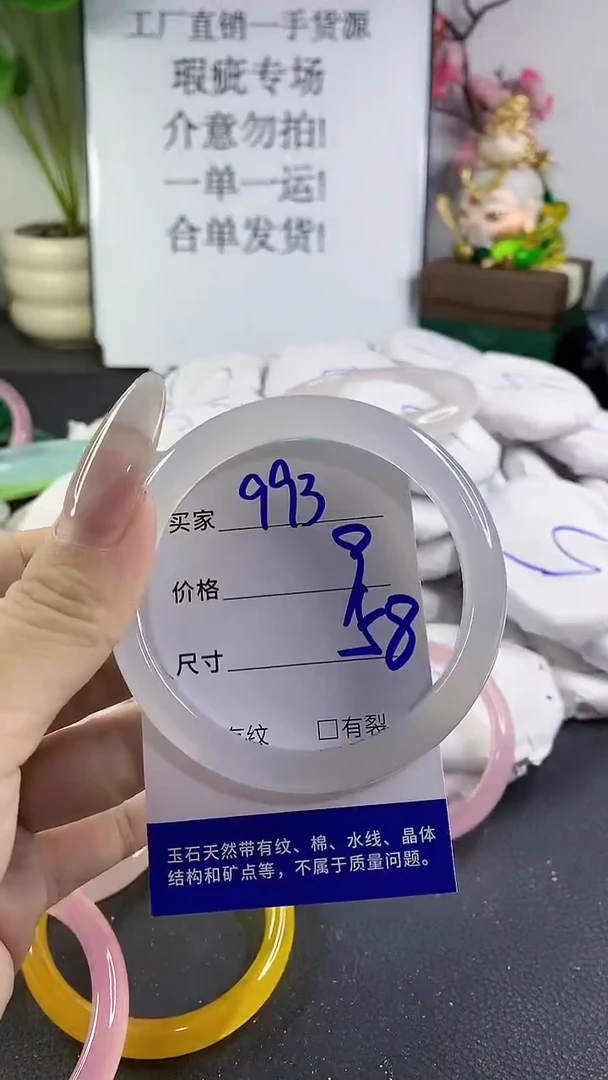 工厂直销一手货源
瑕疵专场
介意勿拍!
一单一运!
合单发货!
买家 993
价格
尺寸 58
有纹 □有裂
玉石天然带有纹、棉、水线、晶体
结构和矿点等，不属于质量问题。